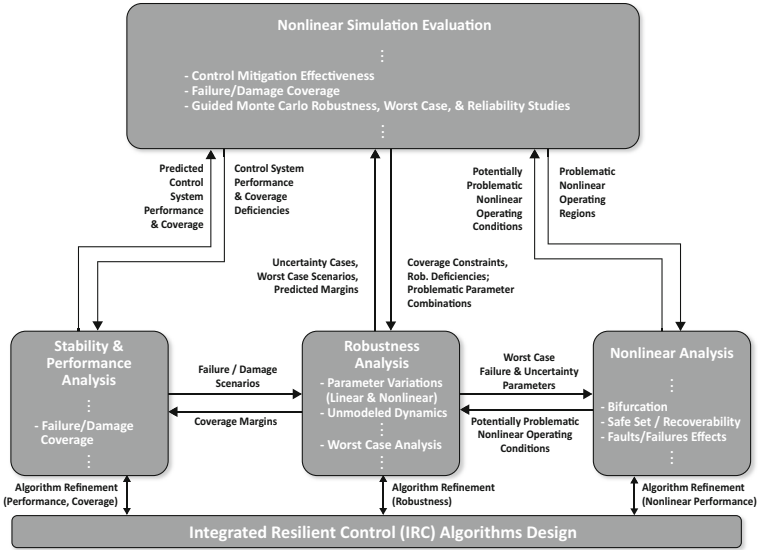 Nonlinear Simulation Evaluation
⋮
- Control Mitigation Effectiveness
- Failure/Damage Coverage
- Guided Monte Carlo Robustness, Worst Case, & Reliability Studies
⋮
Predicted
Control
System
Performance
& Coverage
Control System
Performance
& Coverage
Deficiencies
Potentially
Problematic
Nonlinear
Operating
Conditions
Problematic
Nonlinear
Operating
Regions
Uncertainty Cases,
Worst Case Scenarios,
Predicted Margins
Coverage Constraints,
Rob. Deficiencies;
Problematic Parameter
Combinations
Stability &
Performance
Analysis
⋮
- Failure/Damage
Coverage
⋮
Failure / Damage
Scenarios
Coverage Margins
Robustness
Analysis
- Parameter Variations
(Linear & Nonlinear)
- Unmodeled Dynamics
⋮
- Worst Case Analysis
⋮
Worst Case
Failure & Uncertainty
Parameters
Potentially Problematic
Nonlinear Operating
Conditions
Nonlinear Analysis
⋮
- Bifurcation
- Safe Set / Recoverability
- Faults/Failures Effects
⋮
Algorithm Refinement
(Performance, Coverage)
Algorithm Refinement
(Robustness)
Algorithm Refinement
(Nonlinear Performance)
Integrated Resilient Control (IRC) Algorithms Design